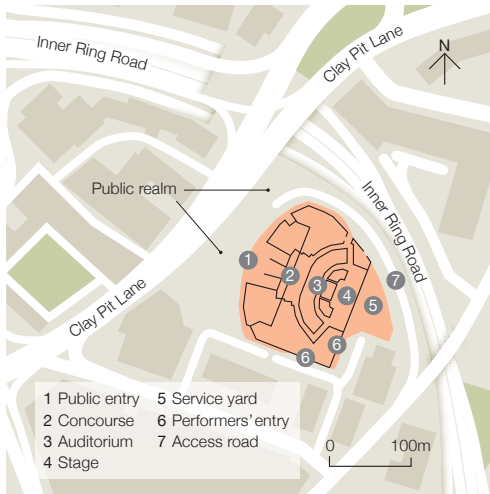 Inner Ring Road
Clay Pit Lane
N
Public realm
Inner Ring Road
1
2
3
4
5
7
6
6
Clay Pit Lane
1 Public entry
2 Concourse
3 Auditorium
4 Stage
5 Service yard
6 Performers' entry
7 Access road
0 100m